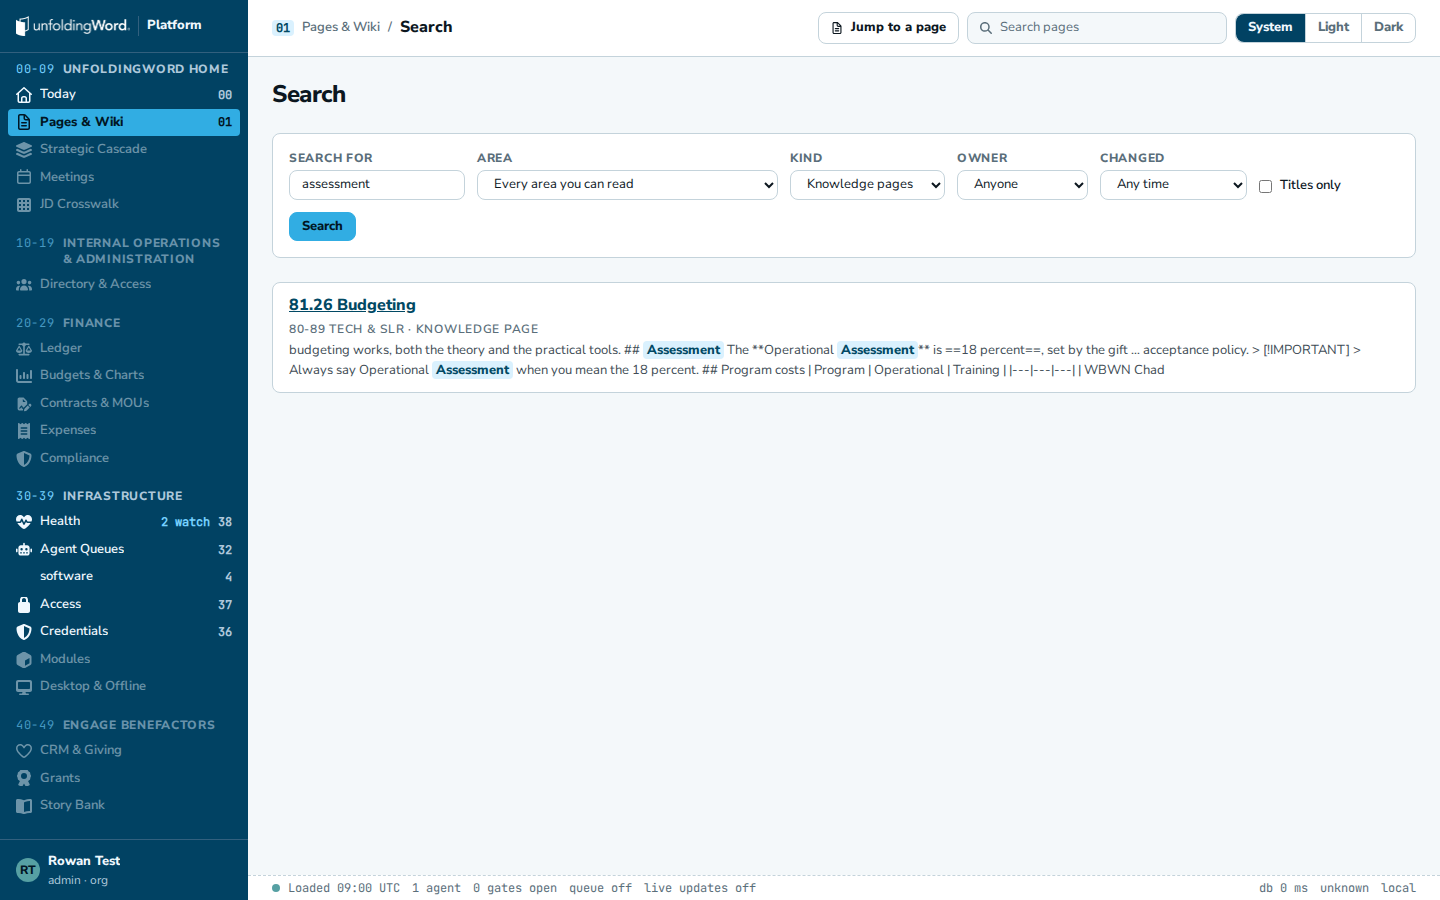 unfoldingWord. Platform
00-09 UNFOLDINGWORD HOME
Today 00
Pages & Wiki 01
Strategic Cascade
Meetings
JD Crosswalk
10-19 INTERNAL OPERATIONS
& ADMINISTRATION
Directory & Access
20-29 FINANCE
Ledger
Budgets & Charts
Contracts & MOUs
Expenses
Compliance
30-39 INFRASTRUCTURE
Health 2 watch 38
Agent Queues 32
software 4
Access 37
Credentials 36
Modules
Desktop & Offline
40-49 ENGAGE BENEFACTORS
CRM & Giving
Grants
Story Bank
RT Rowan Test
admin · org
01 Pages & Wiki / Search
Jump to a page
Search pages
System Light Dark
Search
SEARCH FOR AREA KIND OWNER CHANGED
assessment Every area you can read Knowledge pages Anyone Any time Titles only
Search
81.26 Budgeting
80-89 TECH & SLR · KNOWLEDGE PAGE
budgeting works, both the theory and the practical tools. ## Assessment The **Operational Assessment** is ==18 percent==, set by the gift ... acceptance policy. > [!IMPORTANT] >
Always say Operational Assessment when you mean the 18 percent. ## Program costs | Program | Operational | Training | |---|---|---| | WBWN Chad
Loaded 09:00 UTC 1 agent 0 gates open queue off live updates off db 0 ms unknown local